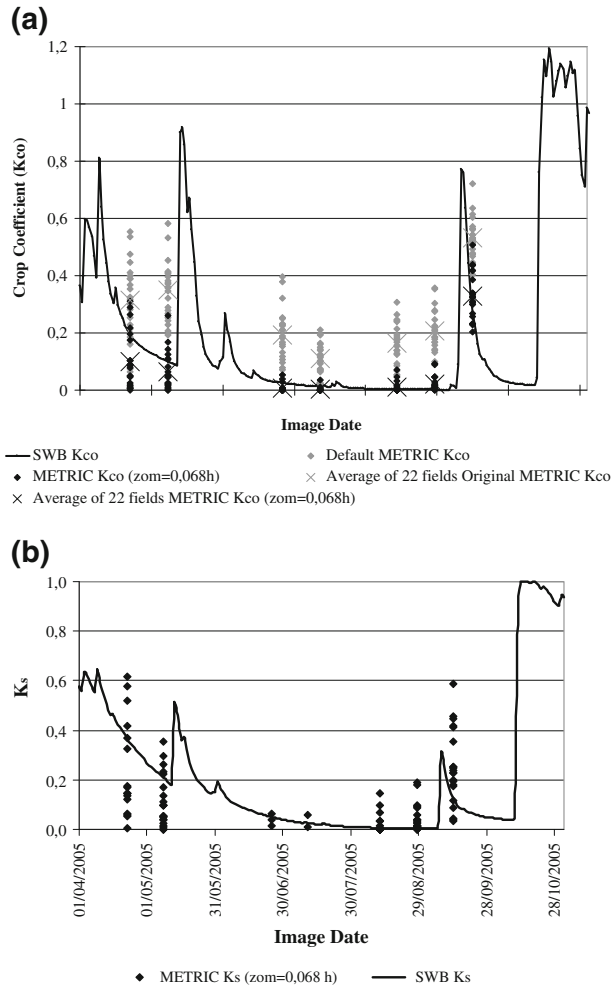 (a)
1,2
1
0,8
0,6
0,4
0,2
0
Crop Coefficient (Kco)
Image Date
SWB Kco
Default METRIC Kco
METRIC Kco (zom=0,068h)
Average of 22 fields Original METRIC Kco
Average of 22 fields METRIC Kco (zom=0,068h)
(b)
1,0
0,8
0,6
0,4
0,2
0,0
Ks
01/04/2005
01/05/2005
31/05/2005
30/06/2005
30/07/2005
29/08/2005
28/09/2005
28/10/2005
Image Date
METRIC Ks (zom=0,068 h)
SWB Ks